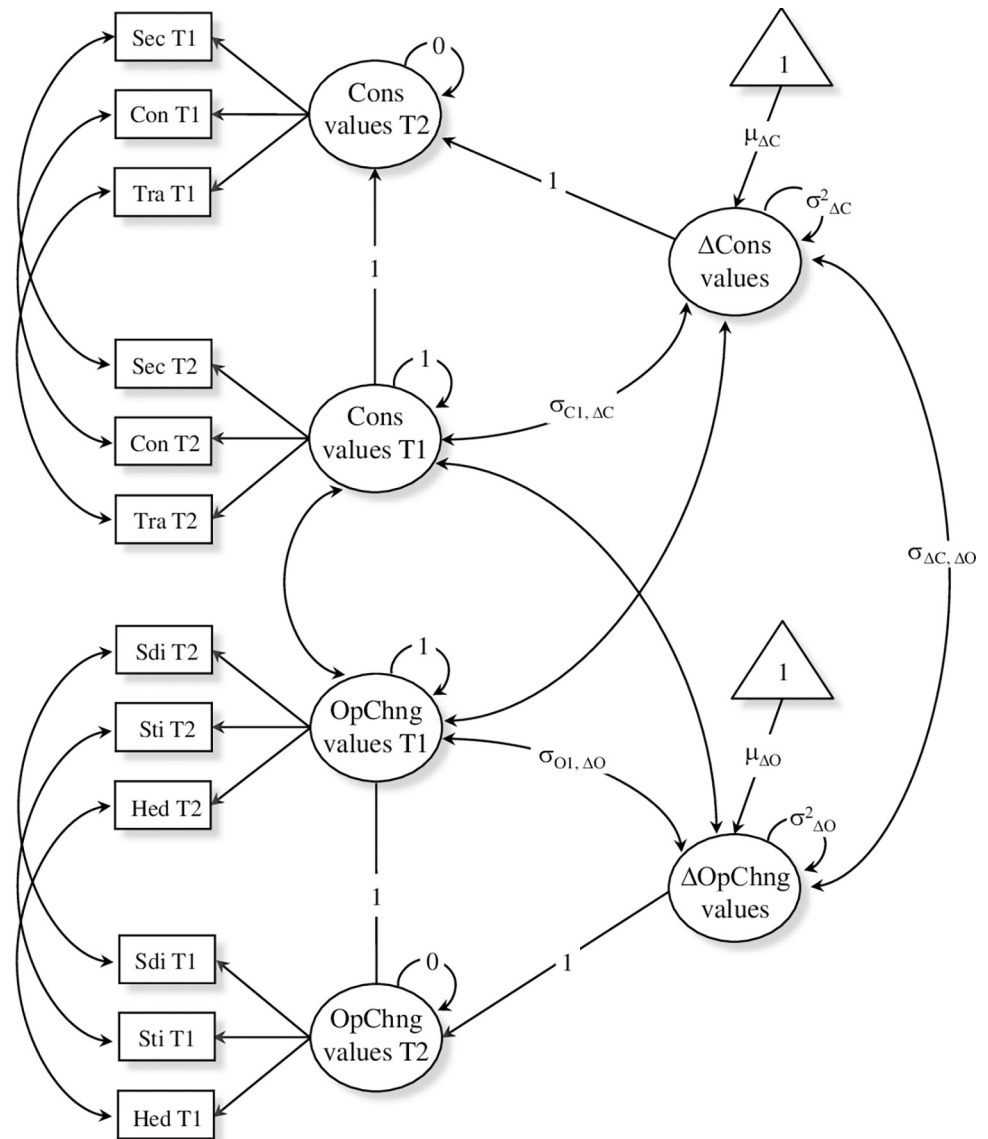 Sec T1
Con T1
Tra T1
0
Cons
values T2
1
μΔC
1
σ²ΔC
ΔCons
values
1
Sec T2
Con T2
Tra T2
1
Cons
values T1
σC1, ΔC
σΔC, ΔO
Sdi T2
Sti T2
Hed T2
1
OpChng
values T1
σO1, ΔO
1
μΔO
σ²ΔO
ΔOpChng
values
1
1
Sdi T1
Sti T1
Hed T1
0
OpChng
values T2